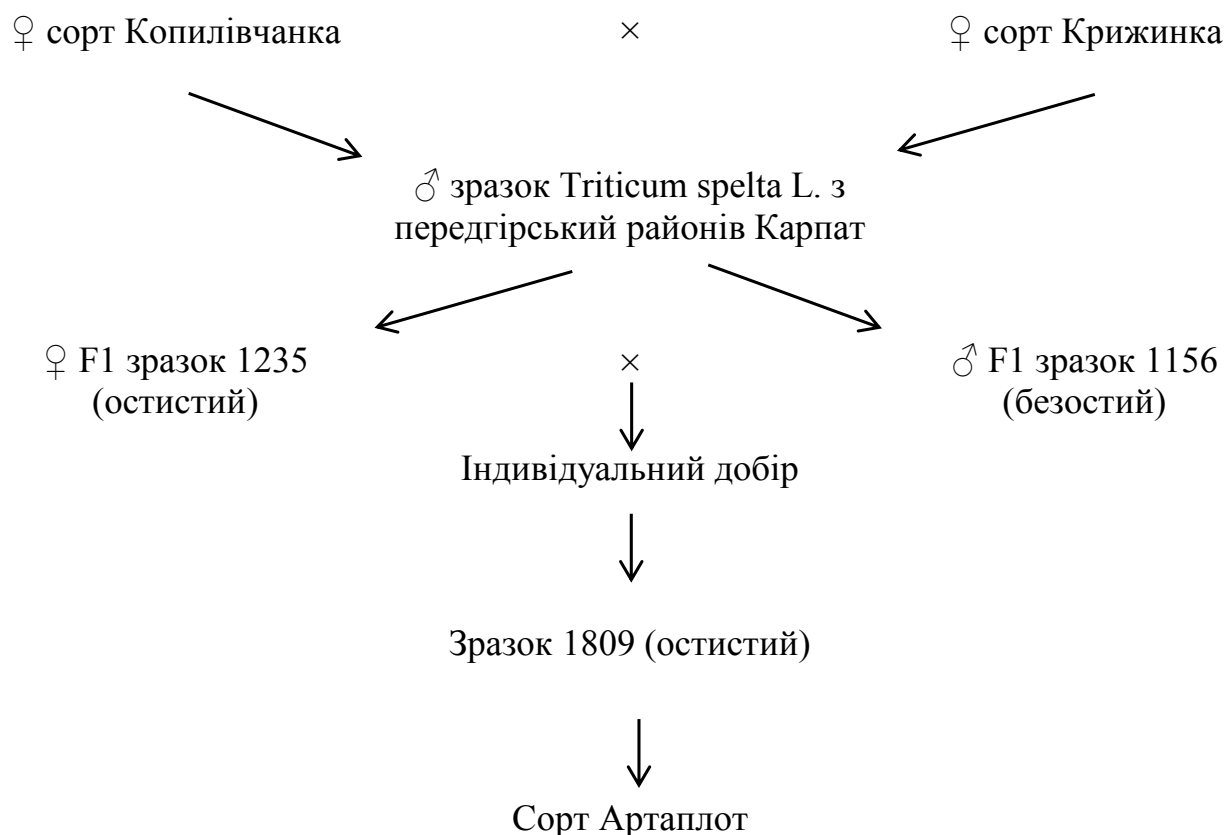 ♀ сорт Копилівчанка × ♀ сорт Крижинка
♂ зразок Triticum spelta L. з
передгірський районів Карпат
♀ F1 зразок 1235 × ♂ F1 зразок 1156
(остистий) (безостий)
Індивідуальний добір
Зразок 1809 (остистий)
Сорт Артаплот